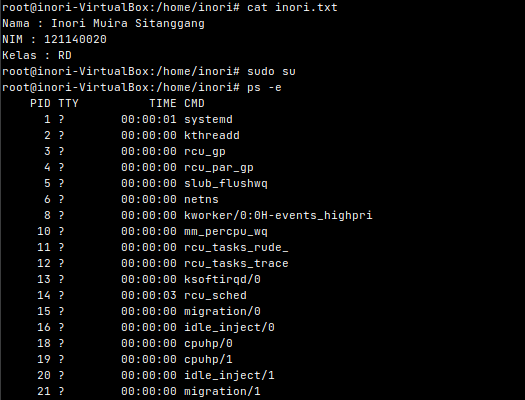 root@inori-VirtualBox:/home/inori# cat inori.txt
Nama : Inori Muira Sitanggang
NIM : 121140020
Kelas : RD
root@inori-VirtualBox:/home/inori# sudo su
root@inori-VirtualBox:/home/inori# ps -e
    PID TTY          TIME CMD
      1 ?        00:00:01 systemd
      2 ?        00:00:00 kthreadd
      3 ?        00:00:00 rcu_gp
      4 ?        00:00:00 rcu_par_gp
      5 ?        00:00:00 slub_flushwq
      6 ?        00:00:00 netns
      8 ?        00:00:00 kworker/0:0H-events_highpri
     10 ?        00:00:00 mm_percpu_wq
     11 ?        00:00:00 rcu_tasks_rude_
     12 ?        00:00:00 rcu_tasks_trace
     13 ?        00:00:00 ksoftirqd/0
     14 ?        00:00:03 rcu_sched
     15 ?        00:00:00 migration/0
     16 ?        00:00:00 idle_inject/0
     18 ?        00:00:00 cpuhp/0
     19 ?        00:00:00 cpuhp/1
     20 ?        00:00:00 idle_inject/1
     21 ?        00:00:00 migration/1